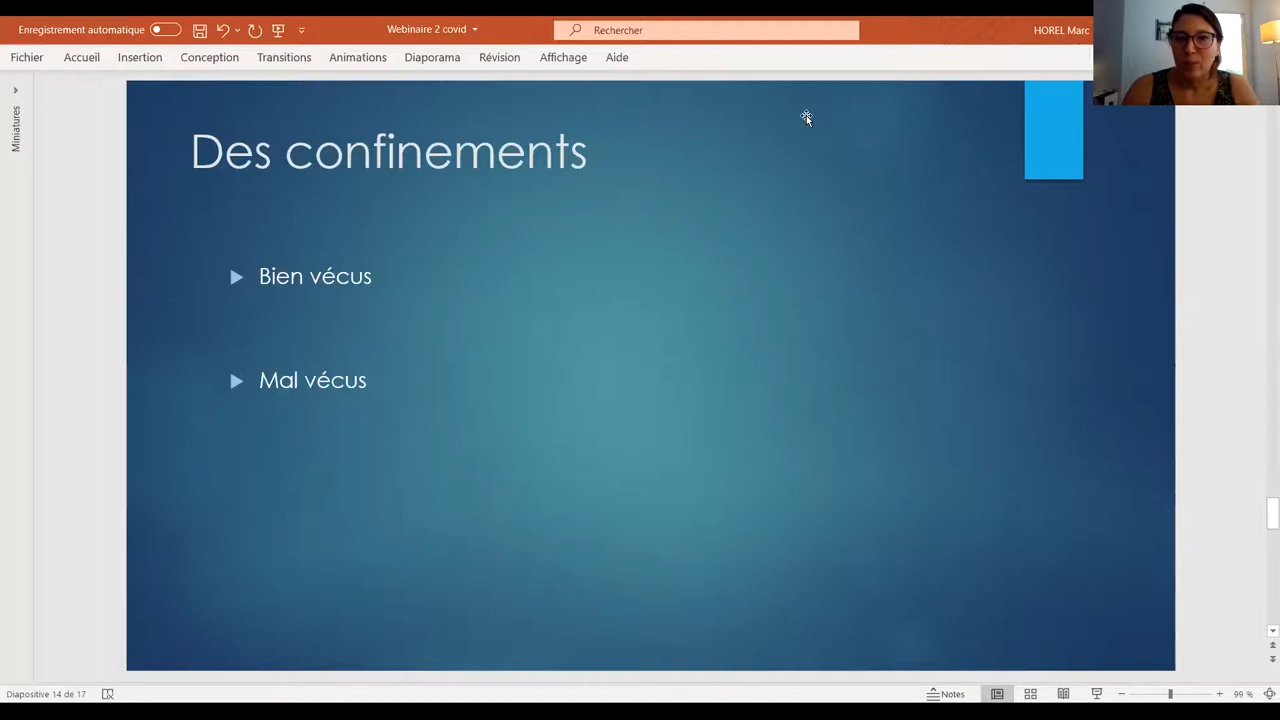 Enregistrement automatique
Webinaire 2 covid
Rechercher
HOREL Marc
Fichier Accueil Insertion Conception Transitions Animations Diaporama Révision Affichage Aide
Miniatures
Des confinements
Bien vécus
Mal vécus
Diapositive 14 de 17
Notes
99 %